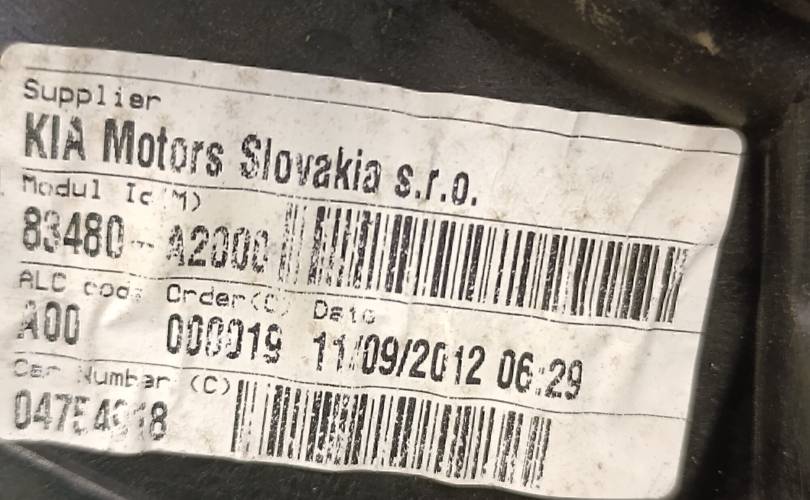 Supplier
KIA Motors Slovakia s.r.o.
Modul Id(M)
83480-A2000
ALC code Order(C) Date
A00 000019 11/09/2012 06:29
Car Number (C)